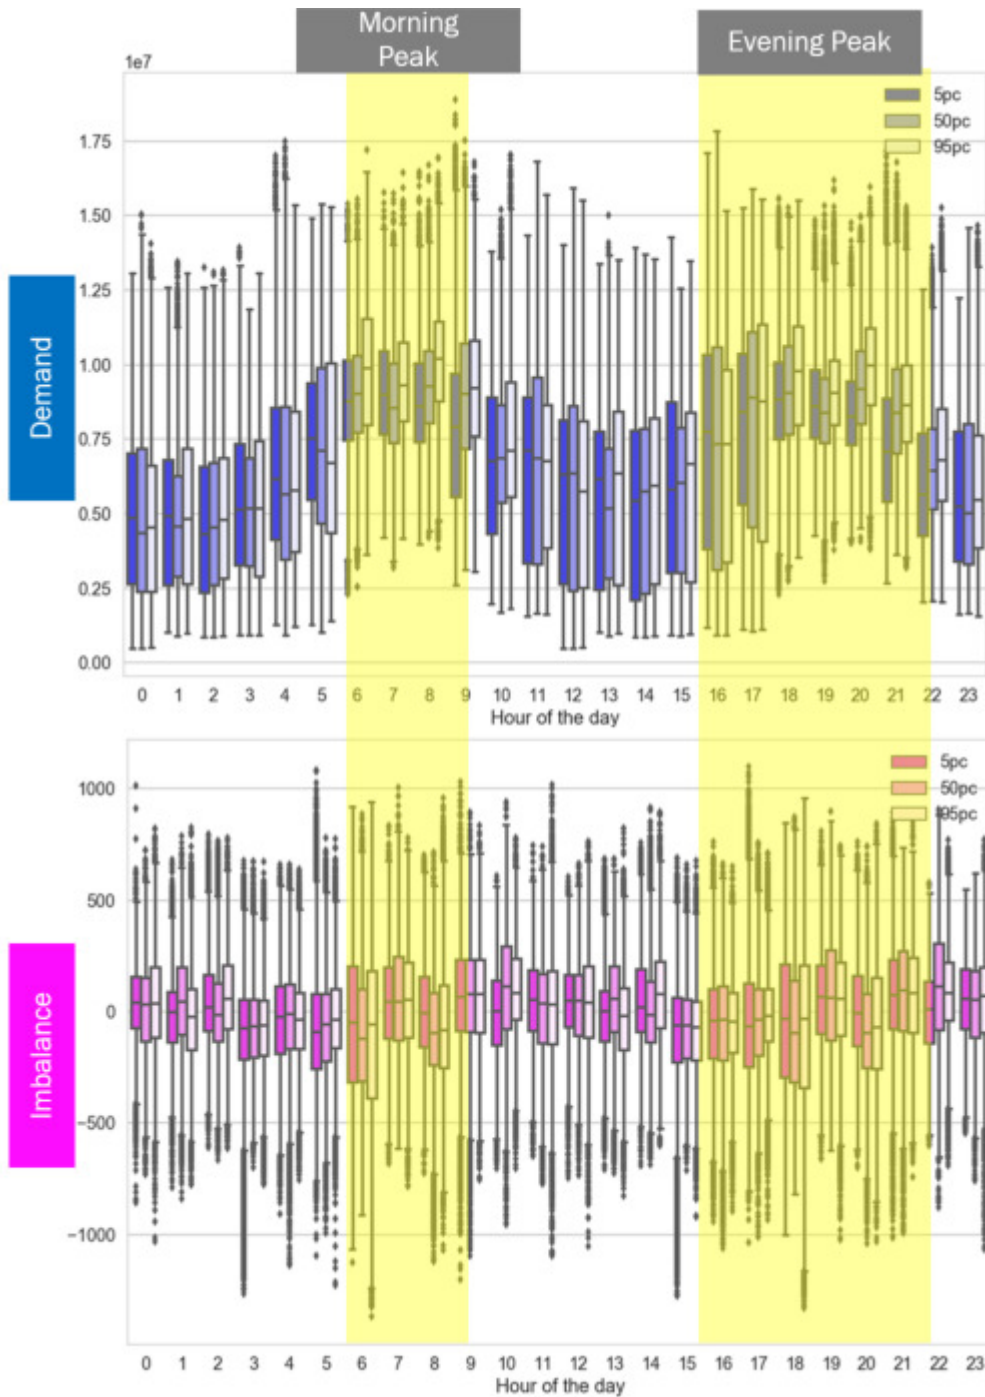 Morning
Peak
Evening Peak
1e7
5pc
50pc
95pc
1.75
1.50
1.25
1.00
0.75
0.50
0.25
0.00
Demand
0 1 2 3 4 5 6 7 8 9 10 11 12 13 14 15 16 17 18 19 20 21 22 23
Hour of the day
5pc
50pc
95pc
1000
500
0
−500
−1000
Imbalance
0 1 2 3 4 5 6 7 8 9 10 11 12 13 14 15 16 17 18 19 20 21 22 23
Hour of the day